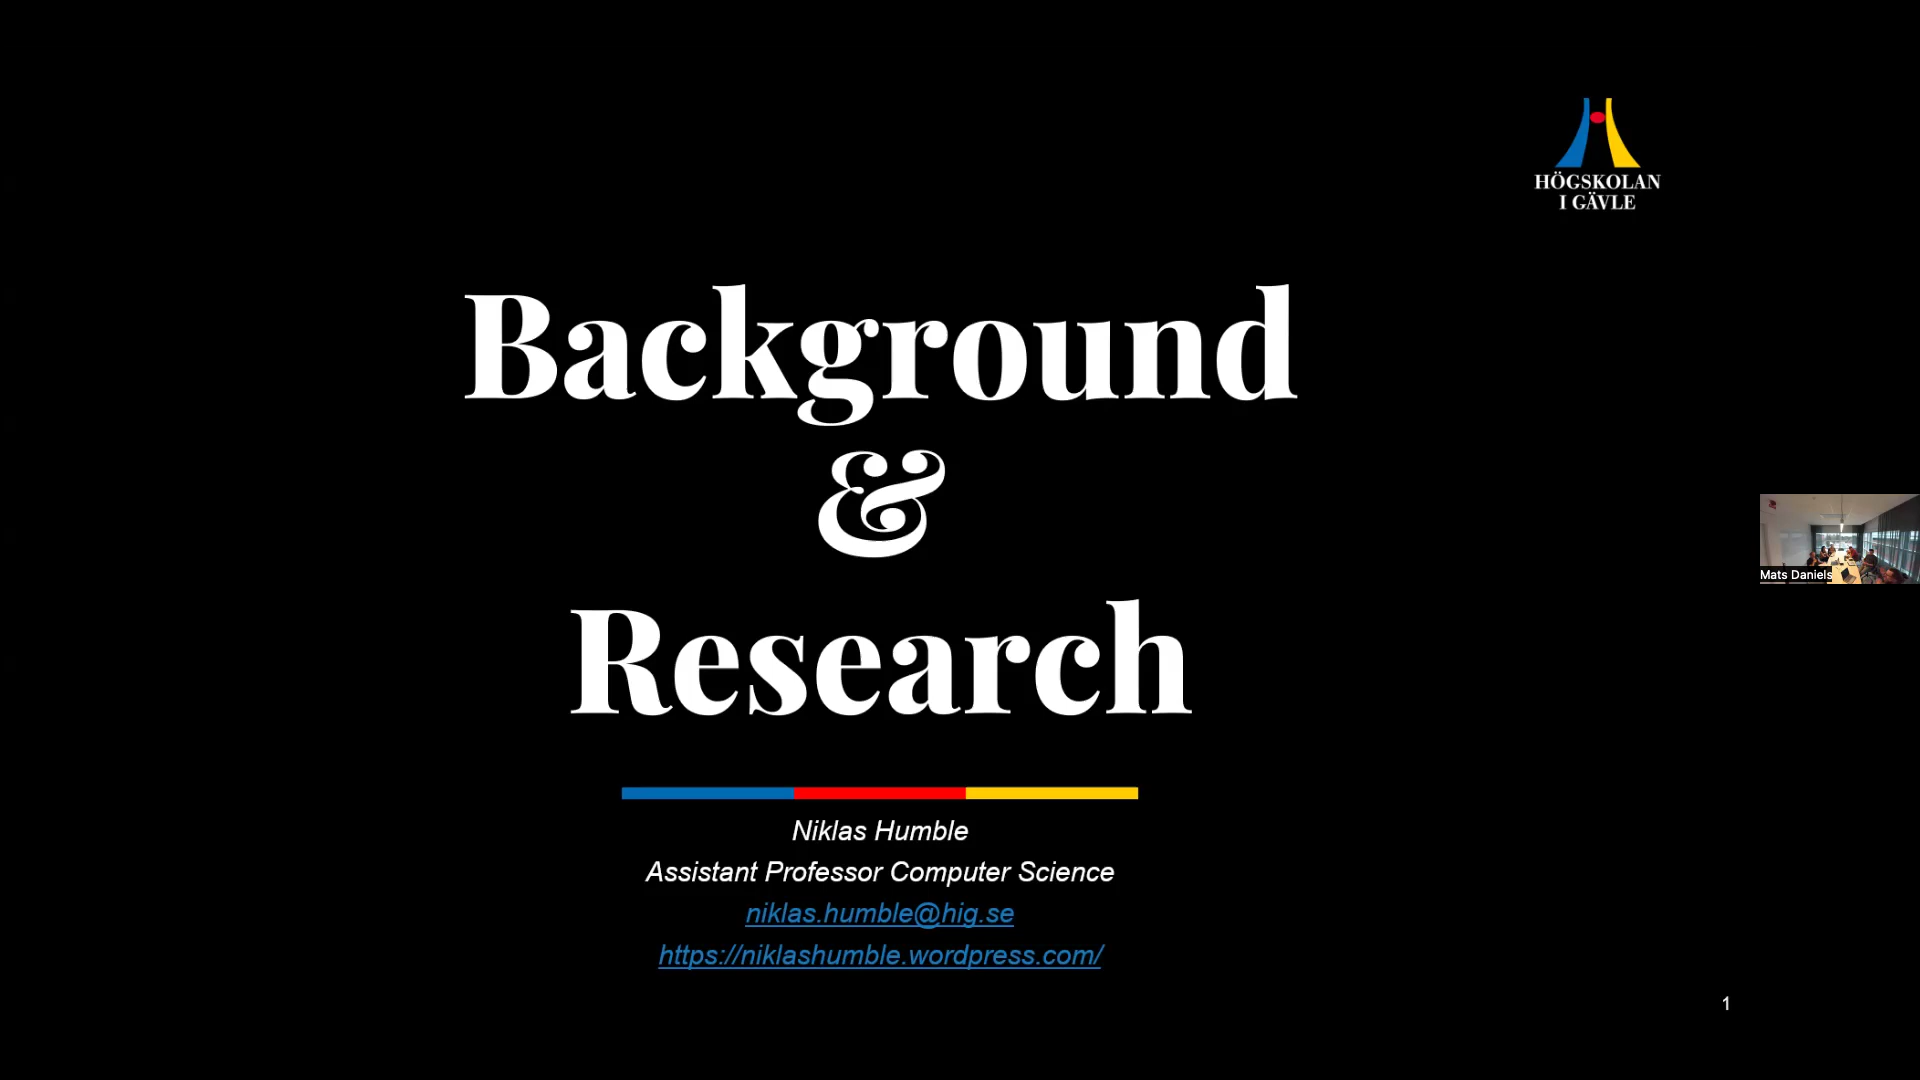 HÖGSKOLAN
I GÄVLE
Background
&
Research
Niklas Humble
Assistant Professor Computer Science
niklas.humble@hig.se
https://niklashumble.wordpress.com/
Mats Daniels
1